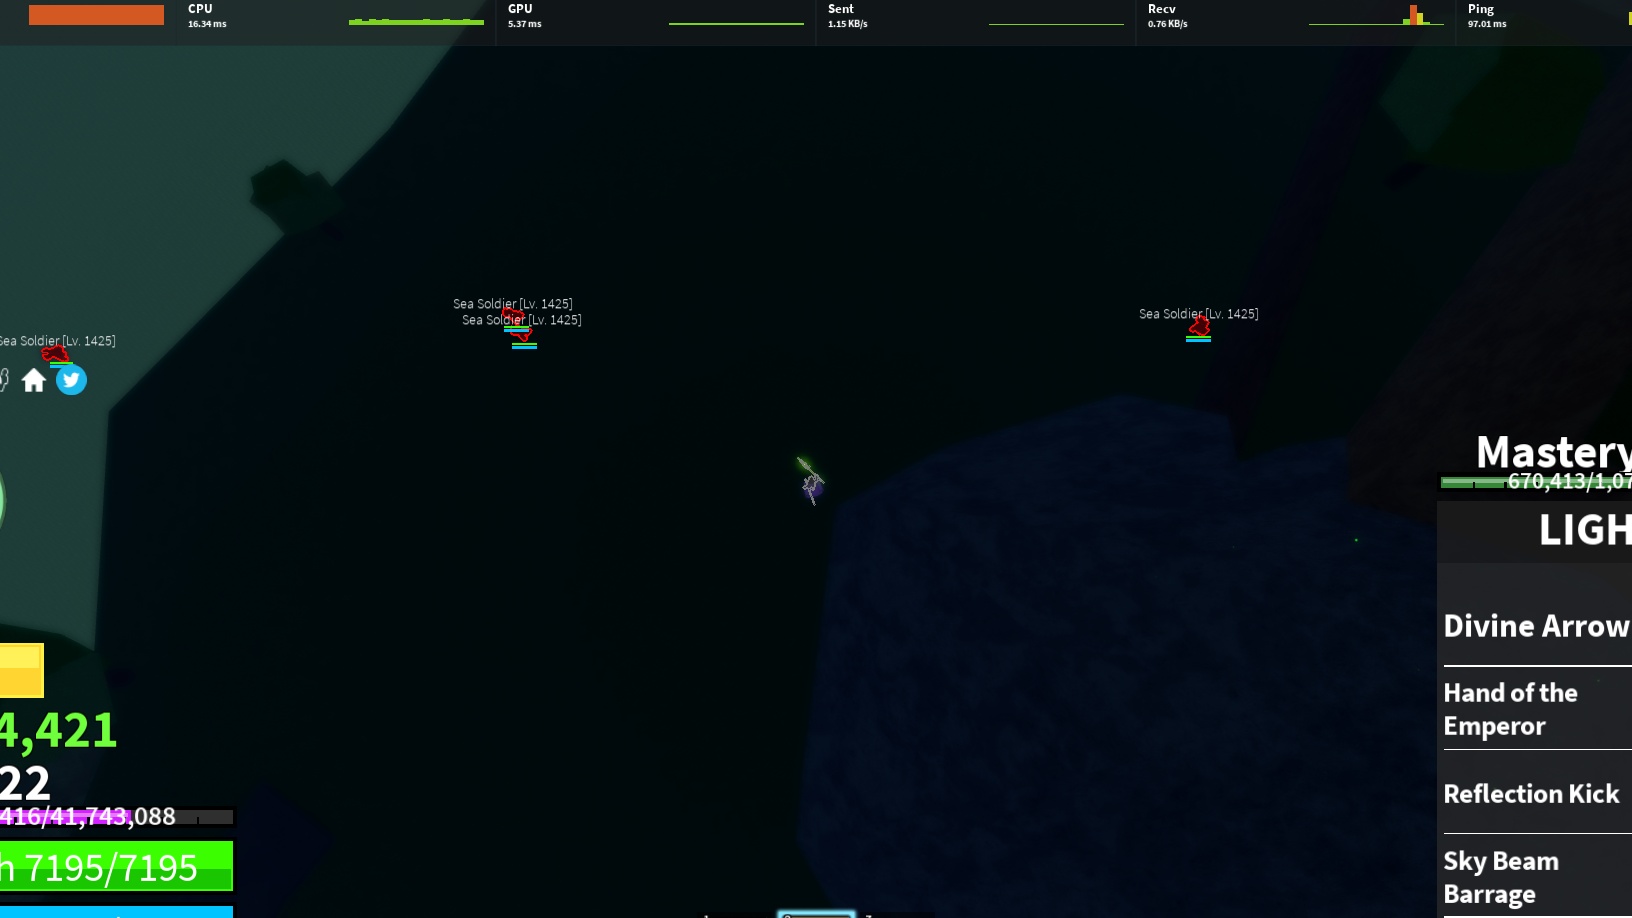 CPU
16.34 ms
GPU
5.37 ms
Sent
1.15 KB/s
Recv
0.76 KB/s
Ping
97.01 ms
Sea Soldier [Lv. 1425]
Sea Soldier [Lv. 1425]
Sea Soldier [Lv. 1425]
Sea Soldier [Lv. 1425]
Mastery
670,413/1,07
LIGH
Divine Arrow
Hand of the
Emperor
Reflection Kick
Sky Beam
Barrage
4,421
22
416/41,743,088
h 7195/7195